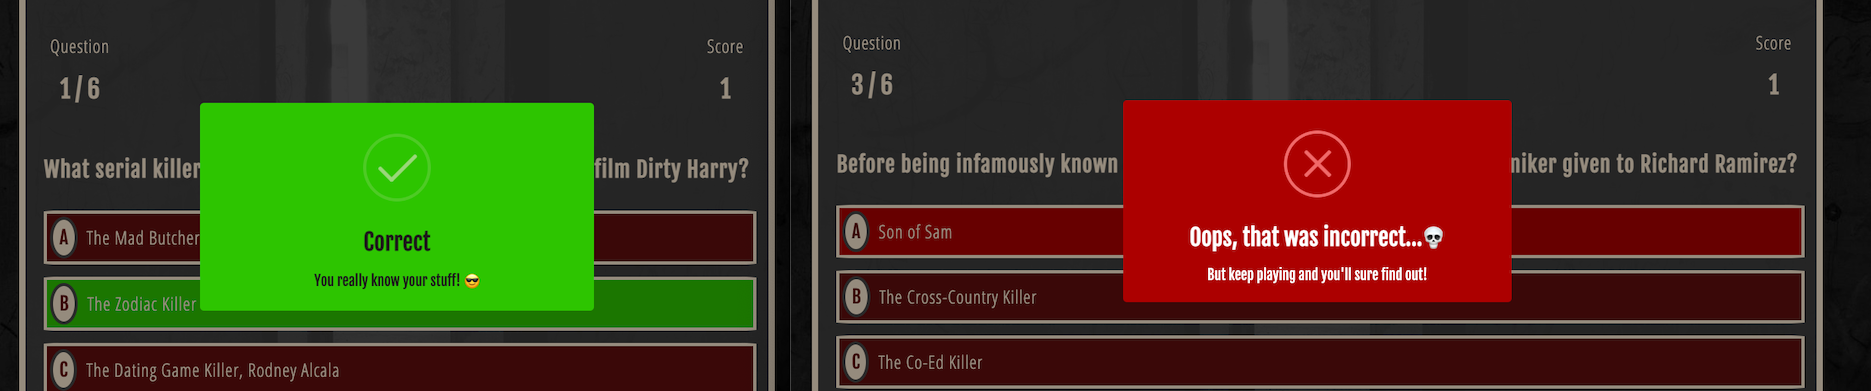 Question
Score
1/6
1
What serial killer
film Dirty Harry?
Correct
You really know your stuff! 😎
A The Mad Butcher
B The Zodiac Killer
C The Dating Game Killer, Rodney Alcala
Question
Score
3/6
1
Before being infamously known
niker given to Richard Ramirez?
Oops, that was incorrect...💀
But keep playing and you'll sure find out!
A Son of Sam
B The Cross-Country Killer
C The Co-Ed Killer